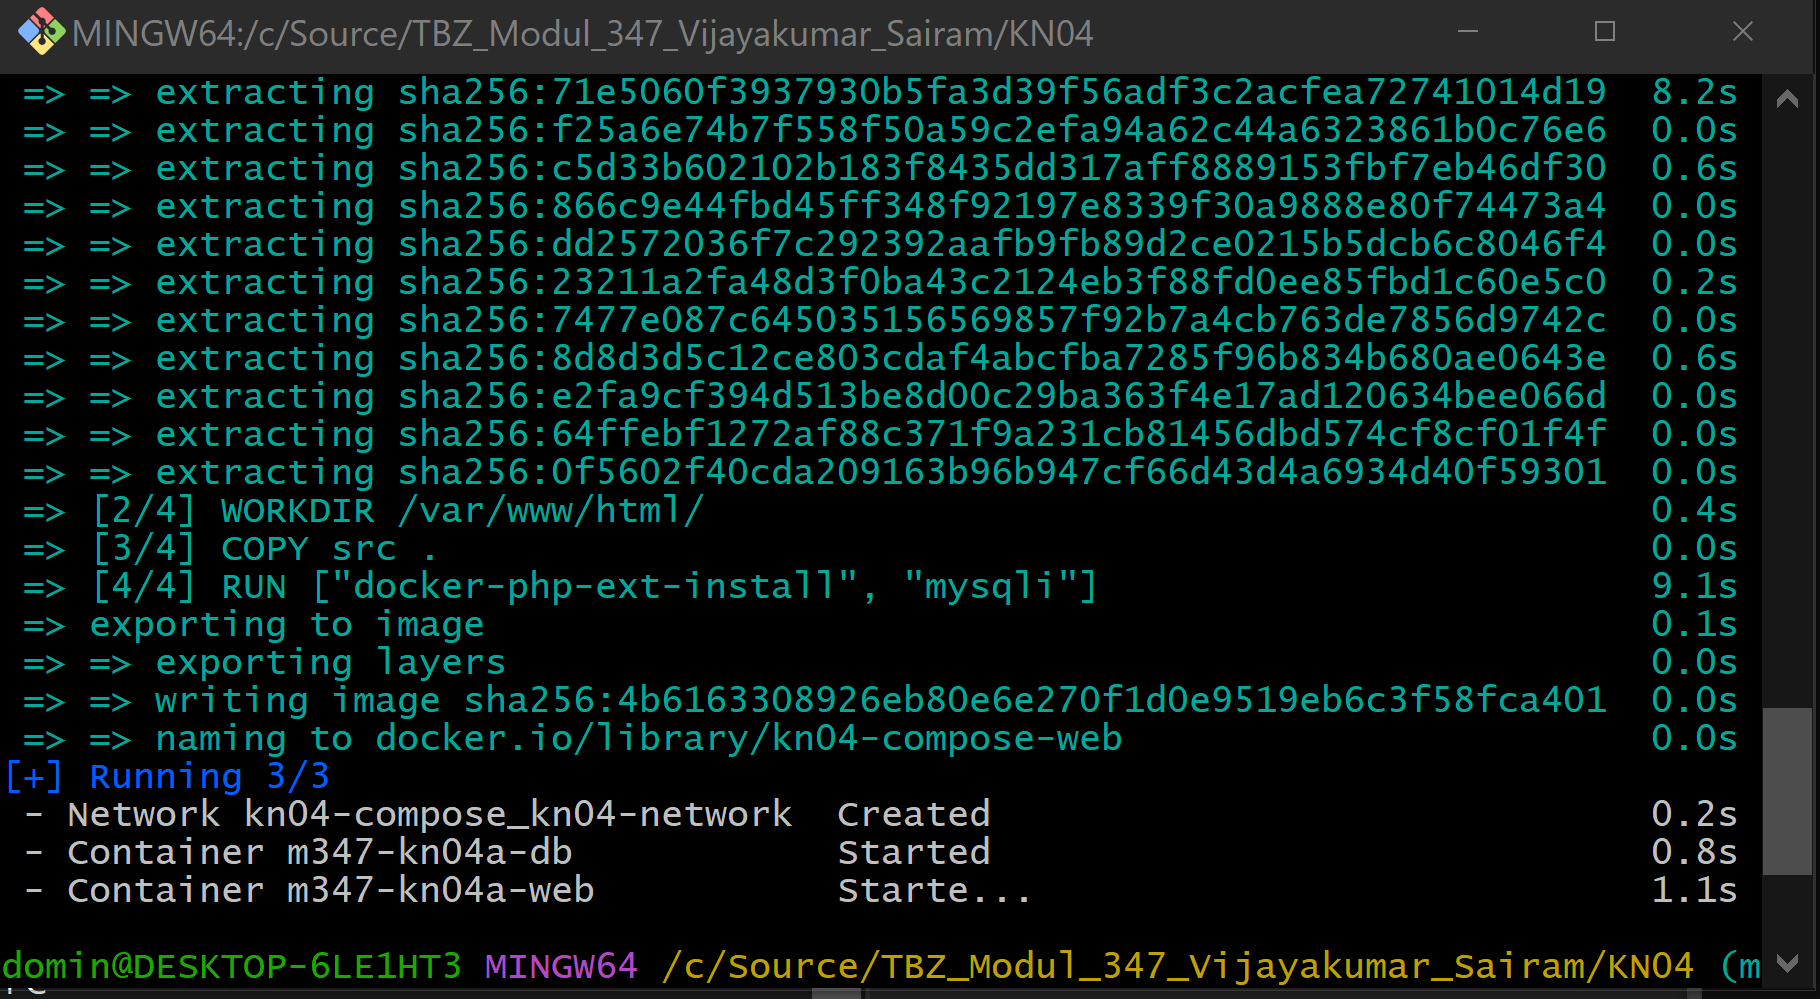 MINGW64:/c/Source/TBZ_Modul_347_Vijayakumar_Sairam/KN04
=> => extracting sha256:71e5060f3937930b5fa3d39f56adf3c2acfea72741014d19 8.2s
=> => extracting sha256:f25a6e74b7f558f50a59c2efa94a62c44a6323861b0c76e6 0.0s
=> => extracting sha256:c5d33b602102b183f8435dd317aff8889153fbf7eb46df30 0.6s
=> => extracting sha256:866c9e44fbd45ff348f92197e8339f30a9888e80f74473a4 0.0s
=> => extracting sha256:dd2572036f7c292392aafb9fb89d2ce0215b5dcb6c8046f4 0.0s
=> => extracting sha256:23211a2fa48d3f0ba43c2124eb3f88fd0ee85fbd1c60e5c0 0.2s
=> => extracting sha256:7477e087c645035156569857f92b7a4cb763de7856d9742c 0.0s
=> => extracting sha256:8d8d3d5c12ce803cdaf4abcfba7285f96b834b680ae0643e 0.6s
=> => extracting sha256:e2fa9cf394d513be8d00c29ba363f4e17ad120634bee066d 0.0s
=> => extracting sha256:64ffebf1272af88c371f9a231cb81456dbd574cf8cf01f4f 0.0s
=> => extracting sha256:0f5602f40cda209163b96b947cf66d43d4a6934d40f59301 0.0s
=> [2/4] WORKDIR /var/www/html/ 0.4s
=> [3/4] COPY src . 0.0s
=> [4/4] RUN ["docker-php-ext-install", "mysqli"] 9.1s
=> exporting to image 0.1s
=> => exporting layers 0.0s
=> => writing image sha256:4b6163308926eb80e6e270f1d0e9519eb6c3f58fca401 0.0s
=> => naming to docker.io/library/kn04-compose-web 0.0s
[+] Running 3/3
- Network kn04-compose_kn04-network Created 0.2s
- Container m347-kn04a-db Started 0.8s
- Container m347-kn04a-web Starte... 1.1s
domin@DESKTOP-6LE1HT3 MINGW64 /c/Source/TBZ_Modul_347_Vijayakumar_Sairam/KN04 (m